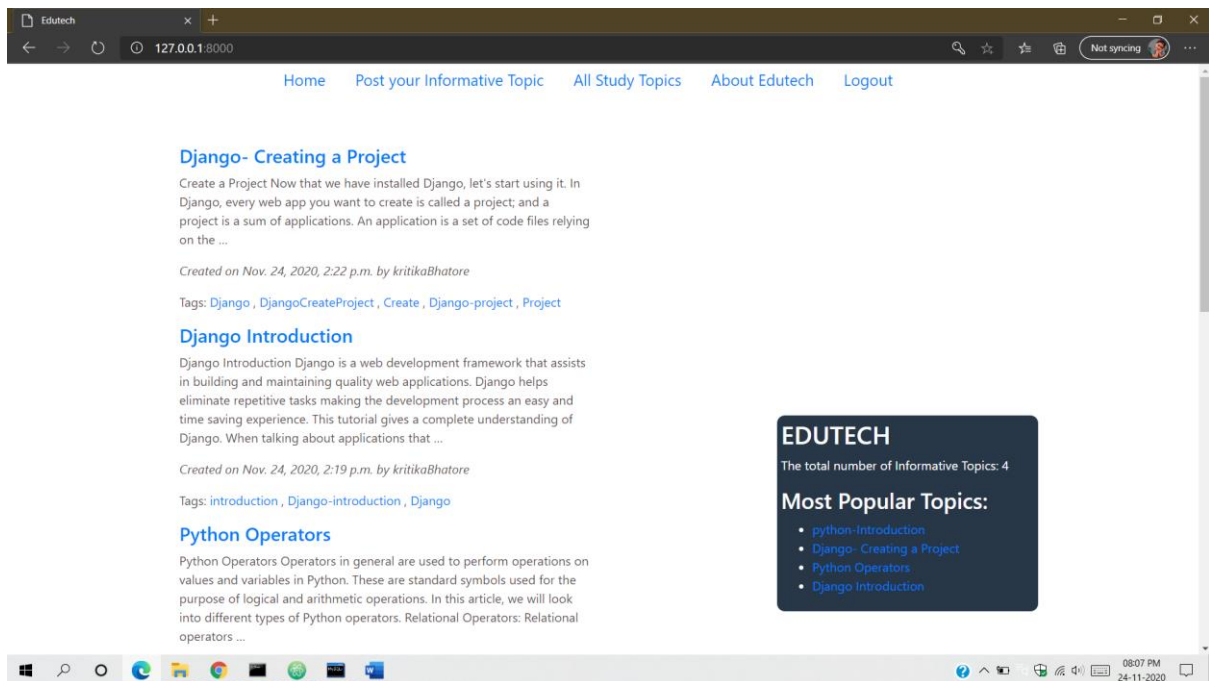 Edutech
127.0.0.1:8000
Not syncing
Home Post your Informative Topic All Study Topics About Edutech Logout
Django- Creating a Project
Create a Project Now that we have installed Django, let's start using it. In
Django, every web app you want to create is called a project; and a
project is a sum of applications. An application is a set of code files relying
on the ...
Created on Nov. 24, 2020, 2:22 p.m. by kritikaBhatore
Tags: Django , DjangoCreateProject , Create , Django-project , Project
Django Introduction
Django Introduction Django is a web development framework that assists
in building and maintaining quality web applications. Django helps
eliminate repetitive tasks making the development process an easy and
time saving experience. This tutorial gives a complete understanding of
Django. When talking about applications that ...
Created on Nov. 24, 2020, 2:19 p.m. by kritikaBhatore
Tags: introduction , Django-introduction , Django
Python Operators
Python Operators Operators in general are used to perform operations on
values and variables in Python. These are standard symbols used for the
purpose of logical and arithmetic operations. In this article, we will look
into different types of Python operators. Relational Operators: Relational
operators ...
EDUTECH
The total number of Informative Topics: 4
Most Popular Topics:
python-Introduction
Django- Creating a Project
Python Operators
Django Introduction
08:07 PM
24-11-2020